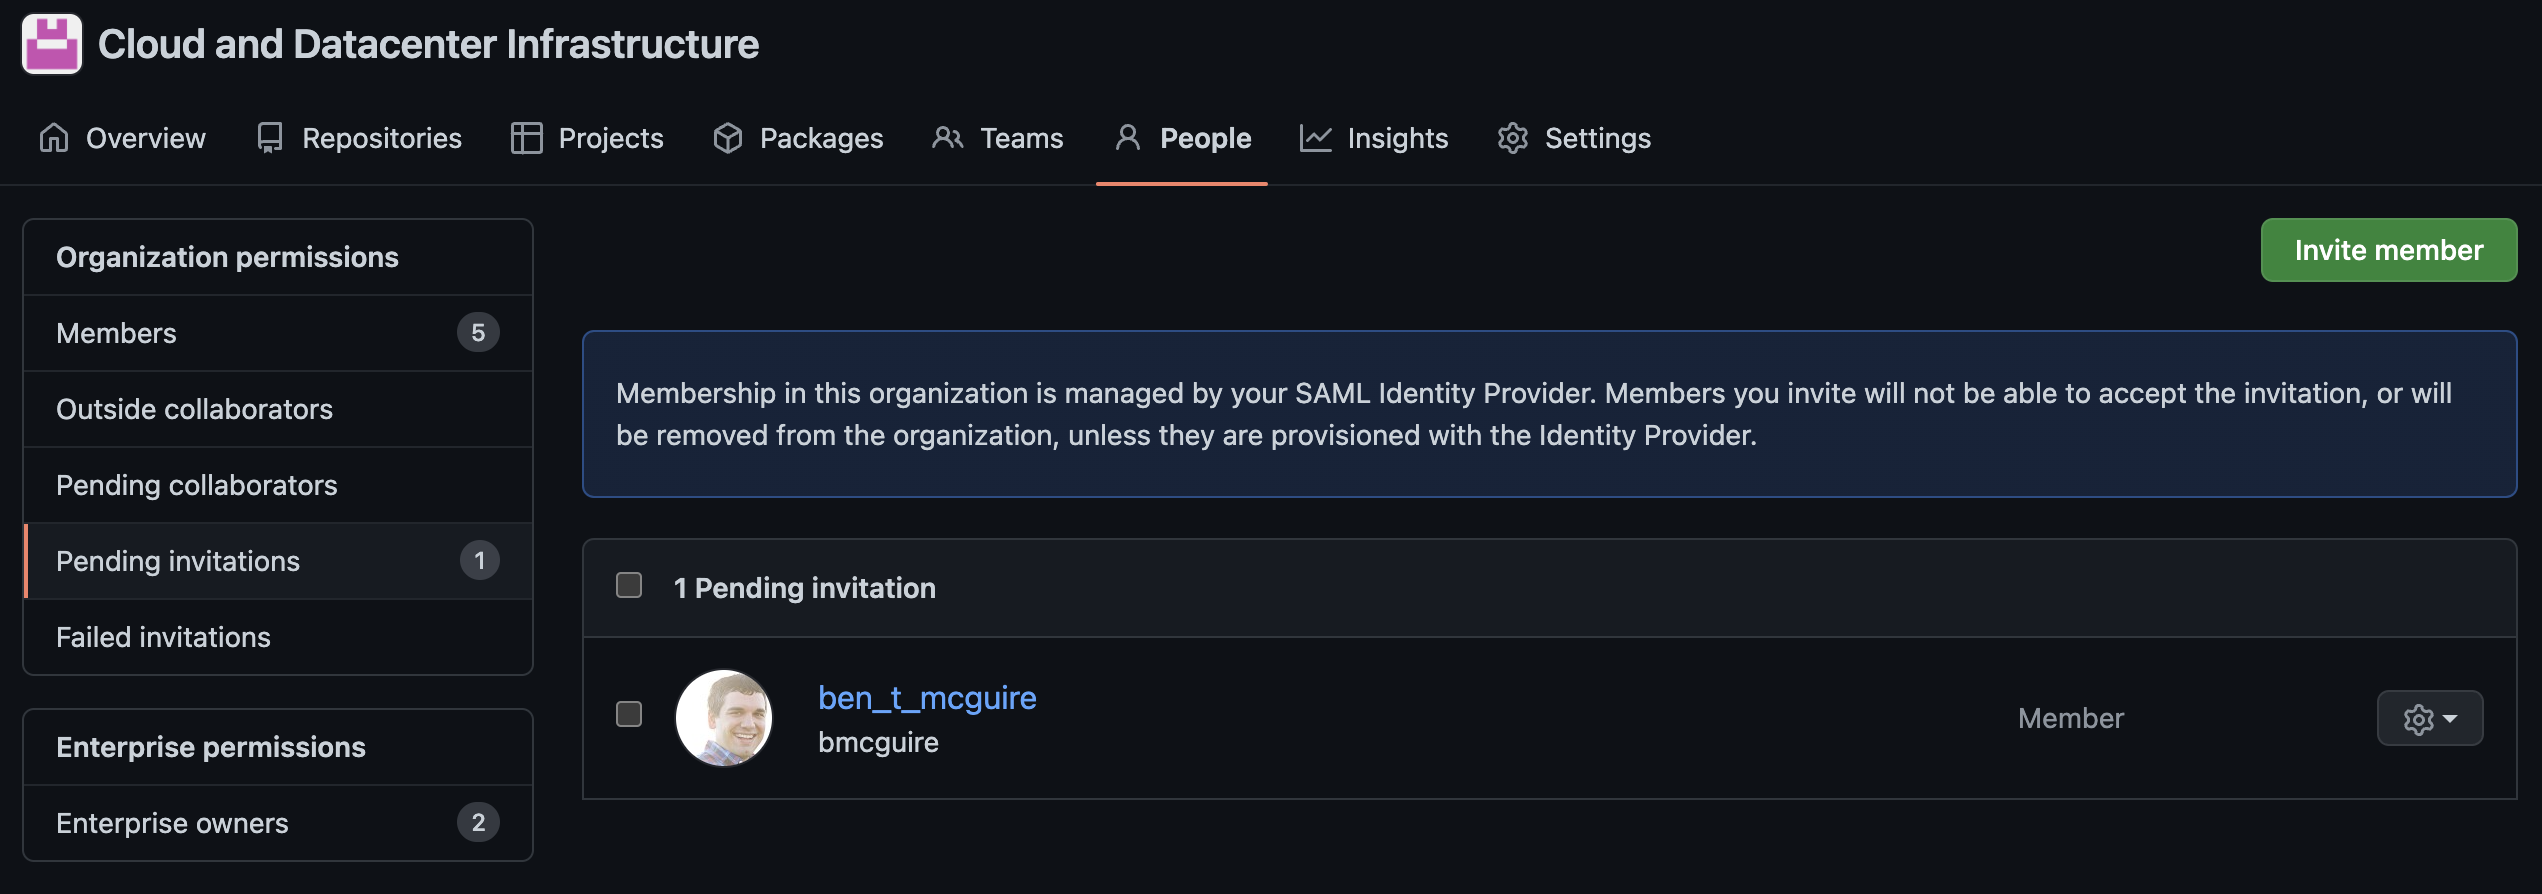 Cloud and Datacenter Infrastructure
Overview
Repositories
Projects
Packages
Teams
People
Insights
Settings
Organization permissions
Members 5
Outside collaborators
Pending collaborators
Pending invitations 1
Failed invitations
Enterprise permissions
Enterprise owners 2
Invite member
Membership in this organization is managed by your SAML Identity Provider. Members you invite will not be able to accept the invitation, or will
be removed from the organization, unless they are provisioned with the Identity Provider.
1 Pending invitation
ben_t_mcguire
bmcguire
Member